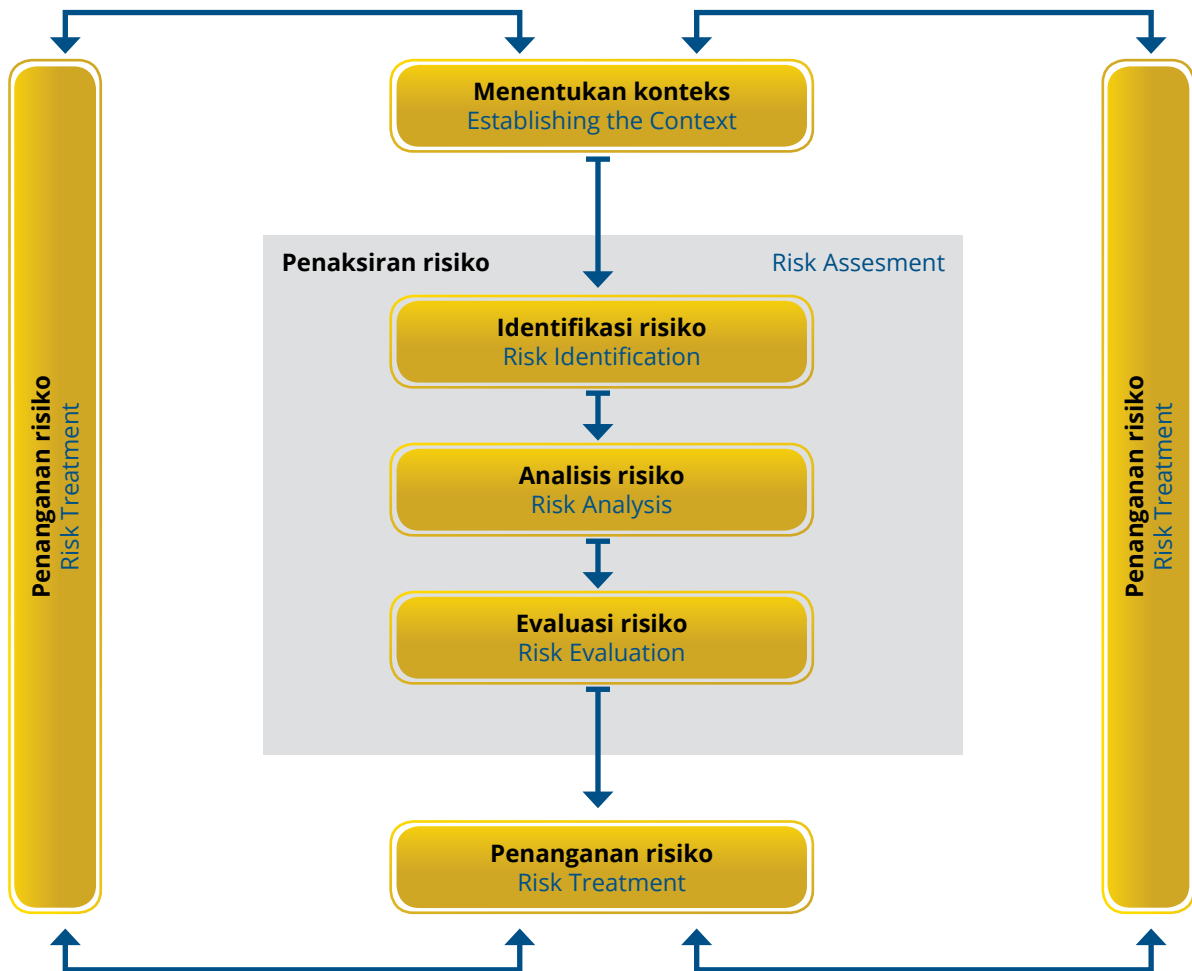 Menentukan konteks
Establishing the Context
Penaksiran risiko
Risk Assesment
Identifikasi risiko
Risk Identification
Analisis risiko
Risk Analysis
Evaluasi risiko
Risk Evaluation
Penanganan risiko
Risk Treatment
Penanganan risiko
Risk Treatment
Penanganan risiko
Risk Treatment